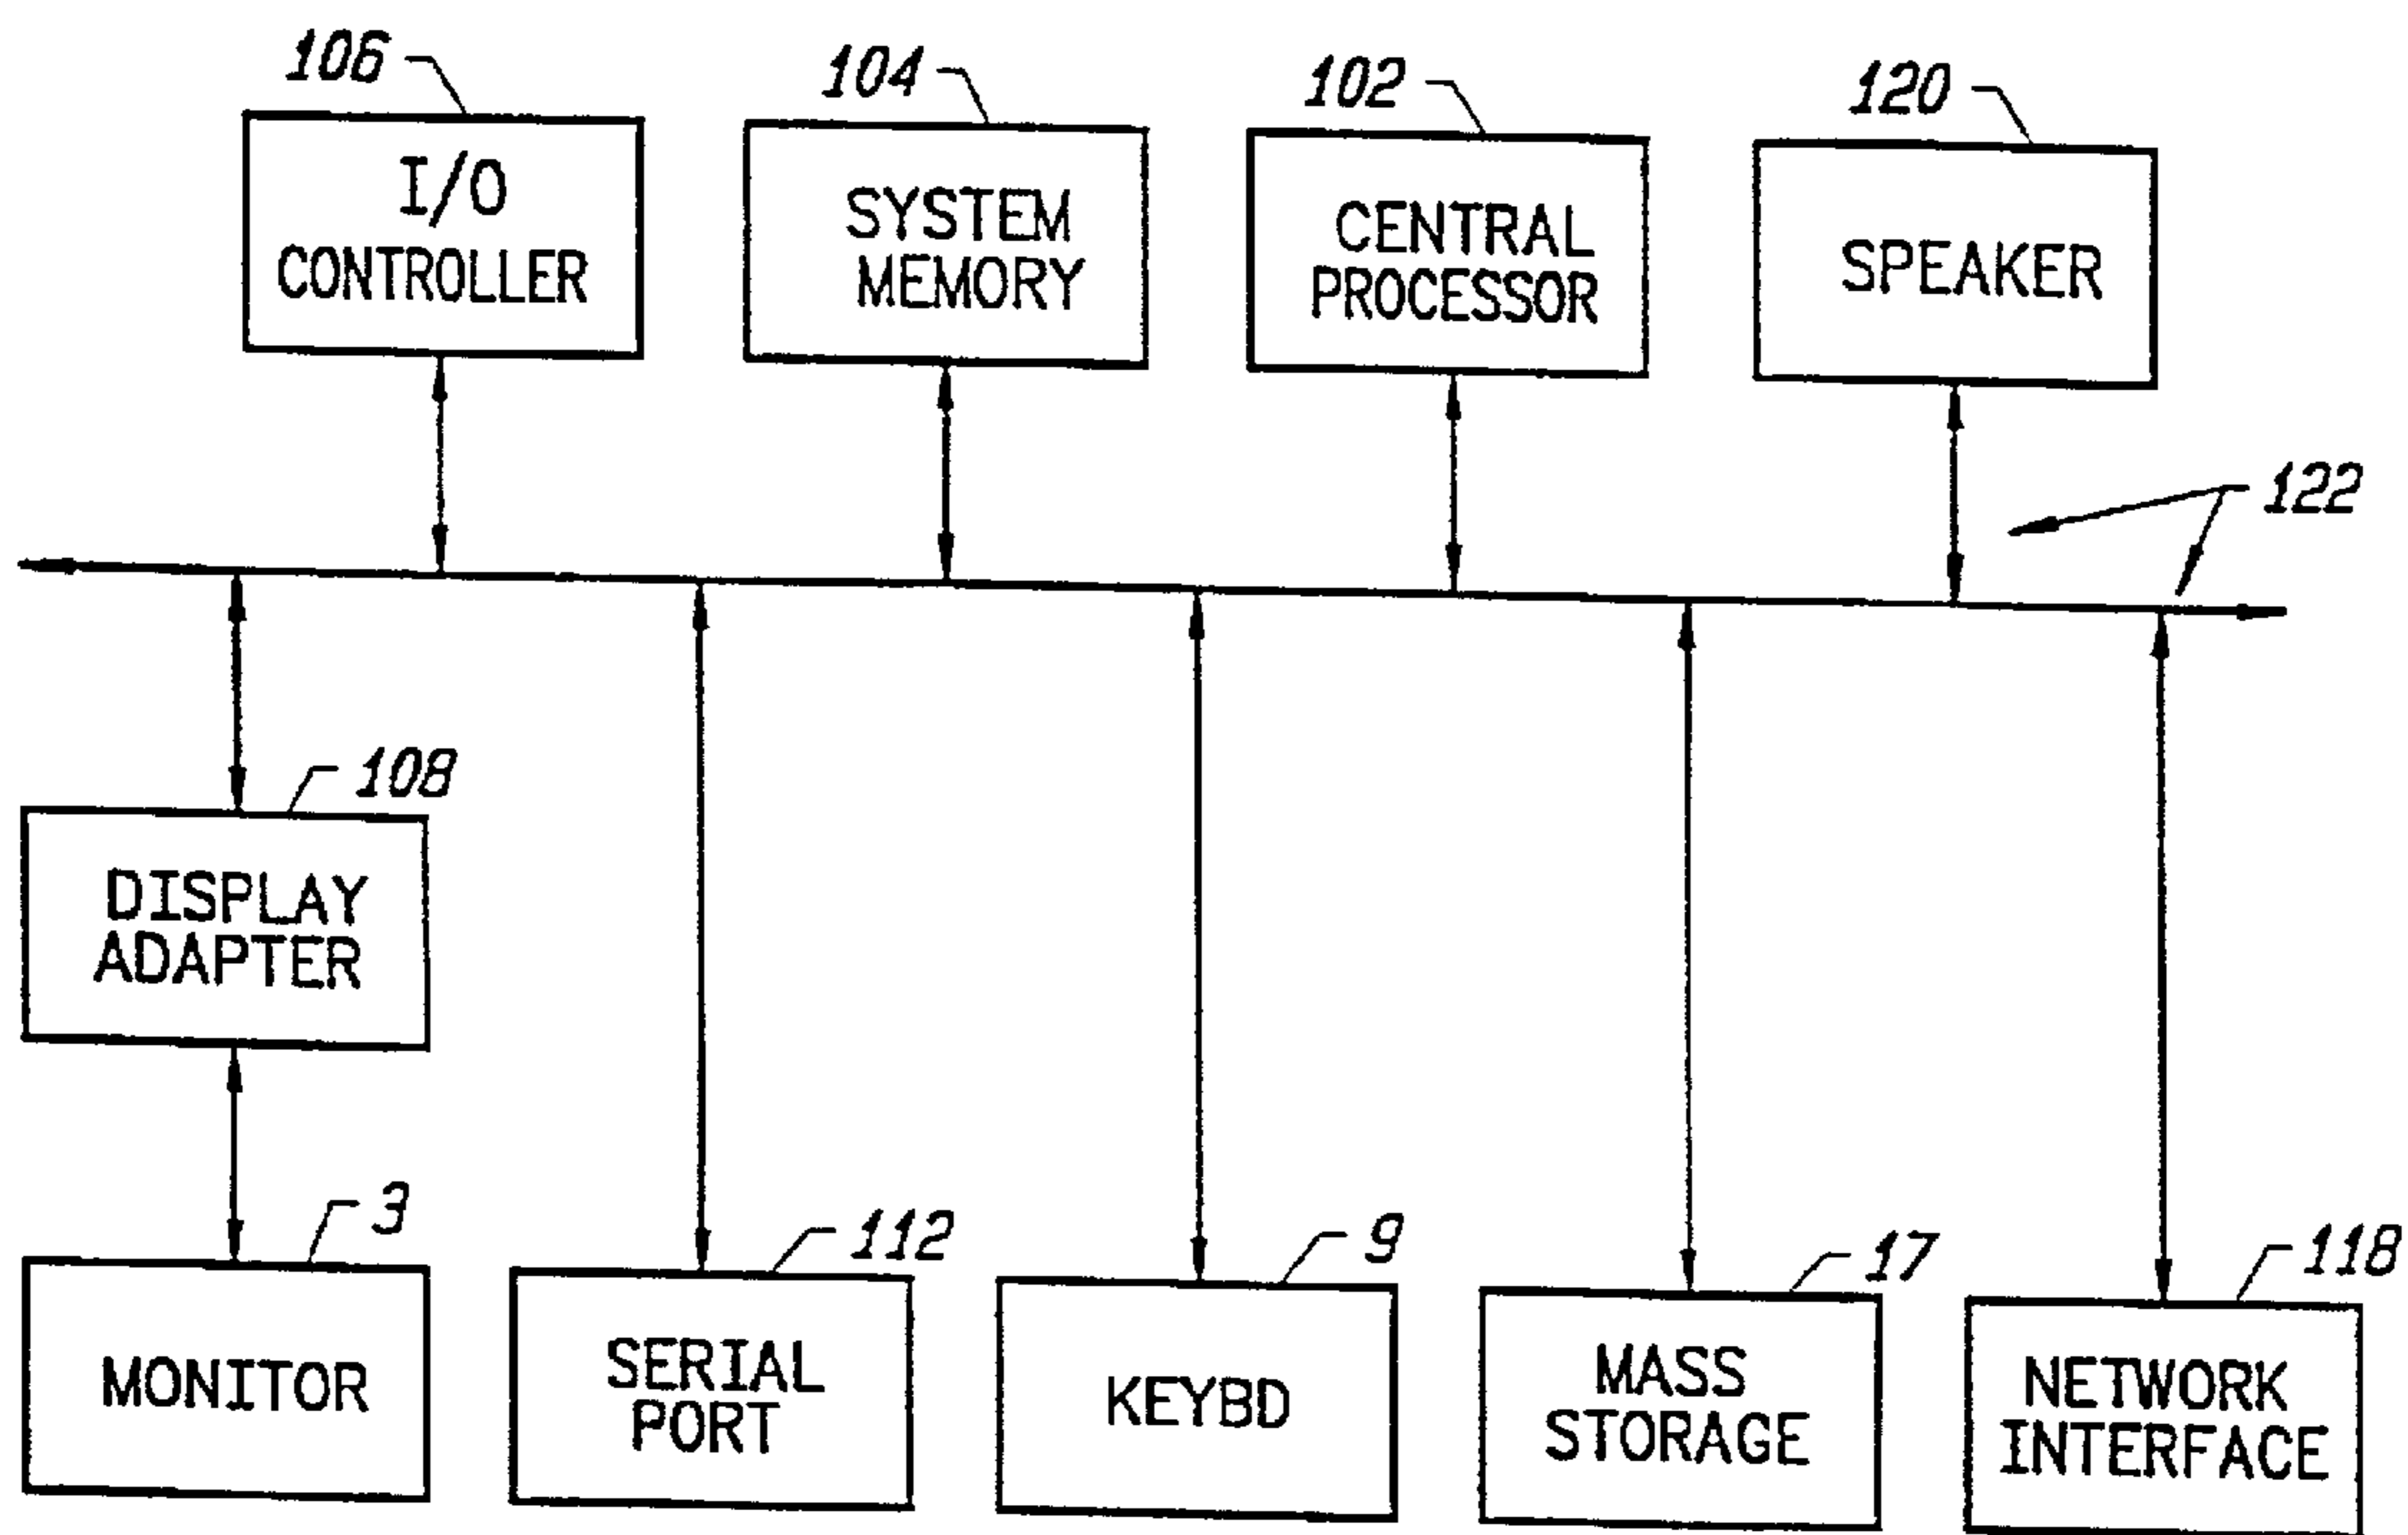 106
104
102
120
I/O
CONTROLLER
SYSTEM
MEMORY
CENTRAL
PROCESSOR
SPEAKER
122
108
DISPLAY
ADAPTER
3
112
9
17
118
MONITOR
SERIAL
PORT
KEYBD
MASS
STORAGE
NETWORK
INTERFACE